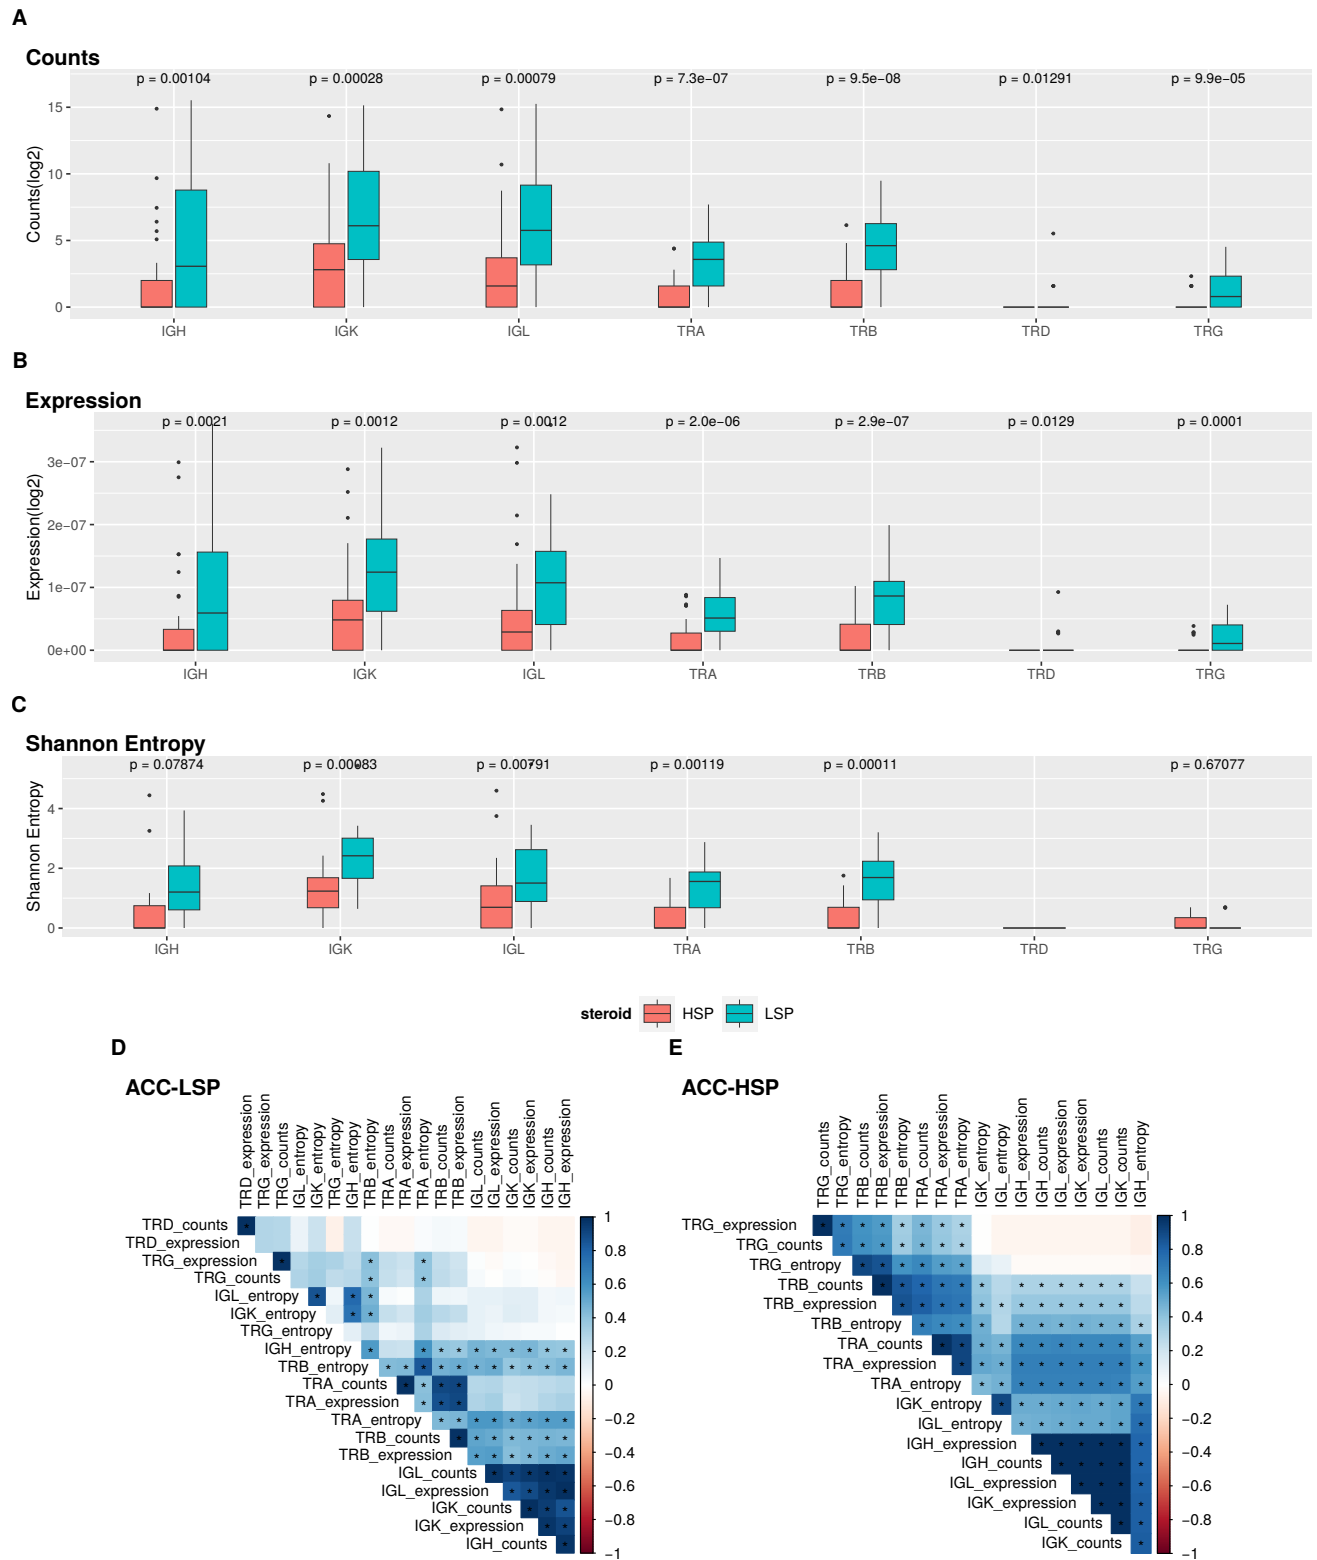 A
Counts
p = 0.00104 p = 0.00028 p = 0.00079 p = 7.3e−07 p = 9.5e−08 p = 0.01291 p = 9.9e−05
15
10
5
0
Counts(log2)
IGH IGK IGL TRA TRB TRD TRG
B
Expression
p = 0.0021 p = 0.0012 p = 0.0012 p = 2.0e−06 p = 2.9e−07 p = 0.0129 p = 0.0001
3e−07
2e−07
1e−07
0e+00
Expression(log2)
IGH IGK IGL TRA TRB TRD TRG
C
Shannon Entropy
p = 0.07874 p = 0.00083 p = 0.00791 p = 0.00119 p = 0.00011 p = 0.67077
4
2
0
Shannon Entropy
IGH IGK IGL TRA TRB TRD TRG
steroid HSP LSP
D
ACC-LSP
TRD_expression
TRG_expression
TRG_counts
IGL_entropy
IGK_entropy
TRG_entropy
IGH_entropy
TRB_entropy
TRA_counts
TRA_expression
TRA_entropy
TRB_counts
TRB_expression
IGL_counts
IGL_expression
IGK_counts
IGK_expression
IGH_counts
IGH_expression
TRD_counts
TRD_expression
TRG_expression
TRG_counts
IGL_entropy
IGK_entropy
TRG_entropy
IGH_entropy
TRB_entropy
TRA_counts
TRA_expression
TRA_entropy
TRB_counts
TRB_expression
IGL_counts
IGL_expression
IGK_counts
IGK_expression
IGH_counts
1
0.8
0.6
0.4
0.2
0
−0.2
−0.4
−0.6
−0.8
−1
E
ACC-HSP
TRG_counts
TRG_entropy
TRB_counts
TRB_expression
TRB_entropy
TRA_counts
TRA_expression
TRA_entropy
IGK_entropy
IGL_entropy
IGH_expression
IGH_counts
IGL_expression
IGK_expression
IGL_counts
IGK_counts
IGH_entropy
TRG_expression
TRG_counts
TRG_entropy
TRB_counts
TRB_expression
TRB_entropy
TRA_counts
TRA_expression
TRA_entropy
IGK_entropy
IGL_entropy
IGH_expression
IGH_counts
IGL_expression
IGK_expression
IGL_counts
IGK_counts
1
0.8
0.6
0.4
0.2
0
−0.2
−0.4
−0.6
−0.8
−1